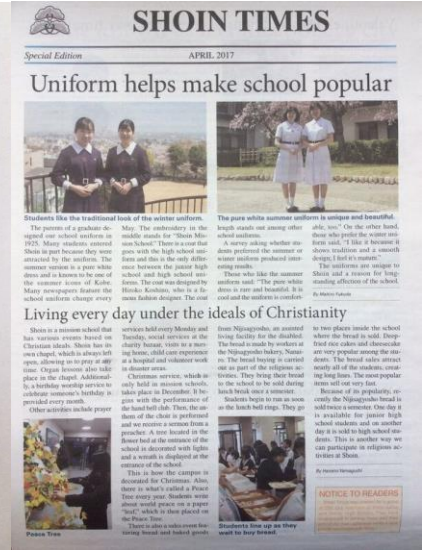 SHOIN TIMES
Special Edition
APRIL 2017
Uniform helps make school popular
Students like the traditional look of the winter uniform.
The pure white summer uniform is unique and beautiful.
The parents of a graduate de-
signed our school uniform in
1925. Many students entered
Shoin in part because they were
attracted by the uniform. The
summer version is a pure white
dress and is known to be one of
the summer icons of Kobe.
Many newspapers feature the
school uniform change every
May. The embroidery in the
middle stands for "Shoin Mis-
sion School." There is a coat that
goes with the high school uni-
form and this is the only differ-
ence between the junior high
school and high school uni-
forms. The coat was designed by
Hiroko Koshino, who is a fa-
mous fashion designer. The coat
length stands out among other
school uniforms.
A survey asking whether stu-
dents preferred the summer or
winter uniform produced inter-
esting results.
Those who like the summer
uniform said: "The pure white
dress is rare and beautiful. It is
cool and the uniform is comfort-
able, too." On the other hand,
those who prefer the winter uni-
form said, "I like it because it
shows tradition and a smooth
design; I feel it's mature."
The uniforms are unique to
Shoin and a reason for long-
standing affection of the school.
By
Living every day under the ideals of Christianity
Shoin is a mission school that
has various events based on
Christian ideals. Shoin has its
own chapel, which is always left
open, allowing us to pray at any
time. Organ lessons also take
place in the chapel. Additional-
ly, a birthday worship service to
celebrate someone's birthday is
provided every month.
Other activities include prayer
Peace Tree
services held every Monday and
Tuesday, social services at the
charity bazaar, visits to a nurs-
ing home, child care experience
at a hospital and volunteer work
in disaster areas.
Christmas service, which is
only held in mission schools,
takes place in December. It be-
gins with the performance of
the hand bell club. Then, the an-
them of the choir is performed
and we receive a sermon from a
preacher. A tree located in the
flower bed at the entrance of the
school is decorated with lights
and a wreath is displayed at the
entrance of the school.
This is how the campus is
decorated for Christmas. Also,
there is what's called a Peace
Tree every year. Students write
about world peace on a paper
which is then placed on
the Peace Tree.
There is also a sales event fea-
turing bread and baked goods
from Nijisagyosho, an assisted
living facility for the disabled.
The bread is made by workers at
the Nijisagyosho bakery,
The bread buying is carried
out as part of the religious ac-
tivities. They bring their bread
to the school to be sold during
lunch break once a semester.
Students begin to run as soon
as the lunch bell rings. They go
Students line up as they
wait to buy bread.
to two places inside the school
where the bread is sold. Deep-
fried rice cakes and cheesecake
are very popular among the stu-
dents. The bread sales attract
nearly all of the students, creat-
ing long lines. The most popular
items sell out very fast.
Because of its popularity, re-
cently the Nijisagyosho bread is
sold twice a semester. One day it
is available for junior high
school students and on another
day it is sold to high school stu-
dents. This is another way we
can participate in religious ac-
tivities at Shoin.
By
NOTICE TO READERS